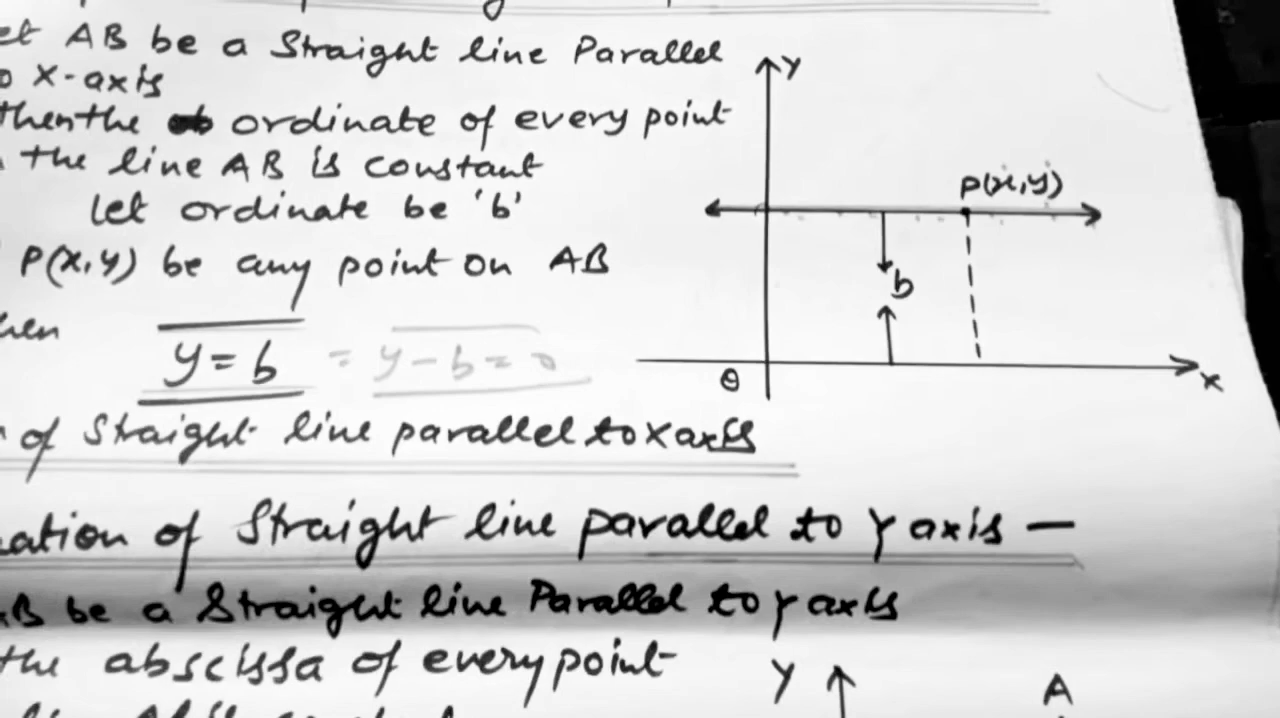 et AB be a Straight line Parallel
o X-axis
then the ordinate of every point
the line AB is constant
let ordinate be 'b'
P(x,y) be any point on AB
hen
y = b = y - b = 0
of Straight line parallel to x axis
Y
P(x,y)
b
θ
x
ation of Straight line parallel to Y axis —
AB be a Straight line Parallel to Y axis
the abscissa of every point
Y
A